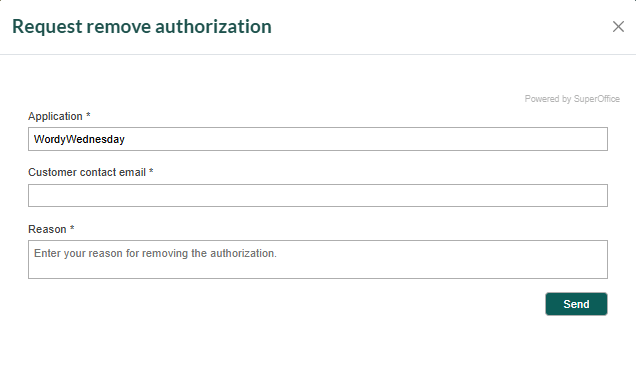 Request remove authorization
Powered by SuperOffice
Application *
WordyWednesday
Customer contact email *
Reason *
Enter your reason for removing the authorization.
Send